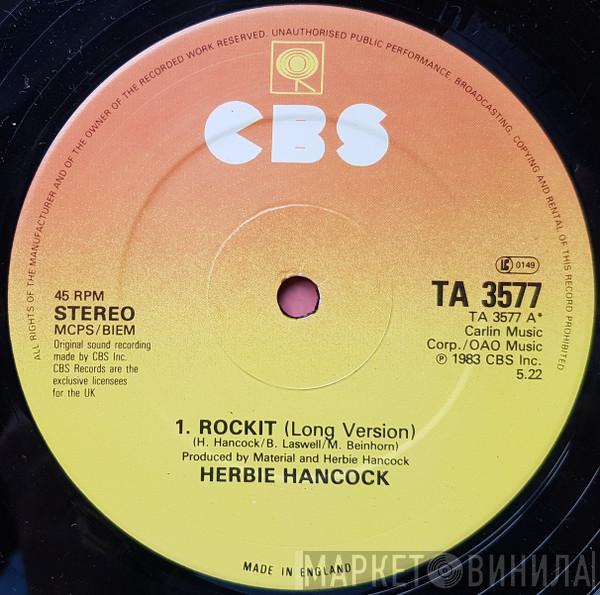 ALL RIGHTS OF THE MANUFACTURER AND OF THE OWNER OF THE RECORDED WORK RESERVED. UNAUTHORISED PUBLIC PERFORMANCE, BROADCASTING, COPYING AND RENTAL OF THIS RECORD PROHIBITED
CBS
LC 0149
45 RPM
STEREO
MCPS/BIEM
Original sound recording
made by CBS Inc.
CBS Records are the
exclusive licensees
for the UK
TA 3577
TA 3577 A*
Carlin Music
Corp./OAO Music
℗ 1983 CBS Inc.
5.22
1. ROCKIT (Long Version)
(H. Hancock/B. Laswell/M. Beinhorn)
Produced by Material and Herbie Hancock
HERBIE HANCOCK
MADE IN ENGLAND
МАРКЕТ ВИНИЛА